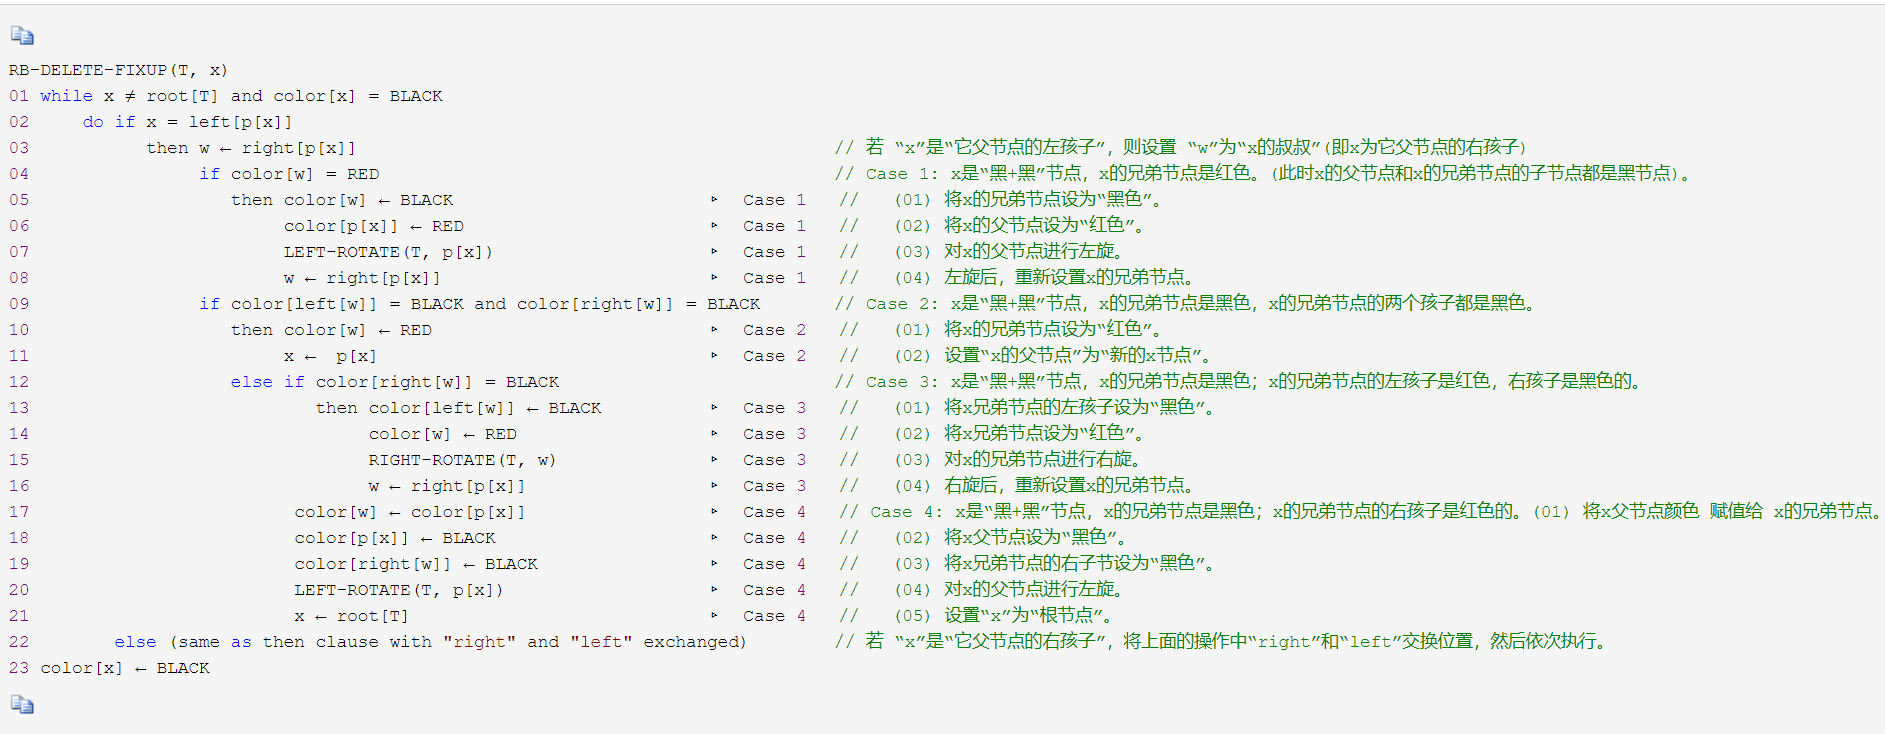 RB-DELETE-FIXUP(T, x)
01 while x ≠ root[T] and color[x] = BLACK
02     do if x = left[p[x]]
03           then w ← right[p[x]]                                             // 若 “x”是“它父节点的左孩子”，则设置 “w”为“x的叔叔”(即x为它父节点的右孩子)
04                if color[w] = RED                                           // Case 1: x是“黑+黑”节点，x的兄弟节点是红色。(此时x的父节点和x的兄弟节点的子节点都是黑节点)。
05                   then color[w] ← BLACK                        ▹  Case 1   //   (01) 将x的兄弟节点设为“黑色”。
06                        color[p[x]] ← RED                       ▹  Case 1   //   (02) 将x的父节点设为“红色”。
07                        LEFT-ROTATE(T, p[x])                    ▹  Case 1   //   (03) 对x的父节点进行左旋。
08                        w ← right[p[x]]                         ▹  Case 1   //   (04) 左旋后，重新设置x的兄弟节点。
09                if color[left[w]] = BLACK and color[right[w]] = BLACK       // Case 2: x是“黑+黑”节点，x的兄弟节点是黑色，x的兄弟节点的两个孩子都是黑色。
10                   then color[w] ← RED                          ▹  Case 2   //   (01) 将x的兄弟节点设为“红色”。
11                        x ←  p[x]                               ▹  Case 2   //   (02) 设置“x的父节点”为“新的x节点”。
12                   else if color[right[w]] = BLACK                          // Case 3: x是“黑+黑”节点，x的兄弟节点是黑色；x的兄弟节点的左孩子是红色，右孩子是黑色的。
13                           then color[left[w]] ← BLACK          ▹  Case 3   //   (01) 将x兄弟节点的左孩子设为“黑色”。
14                                color[w] ← RED                  ▹  Case 3   //   (02) 将x兄弟节点设为“红色”。
15                                RIGHT-ROTATE(T, w)              ▹  Case 3   //   (03) 对x的兄弟节点进行右旋。
16                                w ← right[p[x]]                 ▹  Case 3   //   (04) 右旋后，重新设置x的兄弟节点。
17                         color[w] ← color[p[x]]                 ▹  Case 4   // Case 4: x是“黑+黑”节点，x的兄弟节点是黑色；x的兄弟节点的右孩子是红色的。(01) 将x父节点颜色 赋值给 x的兄弟节点。
18                         color[p[x]] ← BLACK                    ▹  Case 4   //   (02) 将x父节点设为“黑色”。
19                         color[right[w]] ← BLACK                ▹  Case 4   //   (03) 将x兄弟节点的右子节设为“黑色”。
20                         LEFT-ROTATE(T, p[x])                   ▹  Case 4   //   (04) 对x的父节点进行左旋。
21                         x ← root[T]                            ▹  Case 4   //   (05) 设置“x”为“根节点”。
22        else (same as then clause with "right" and "left" exchanged)        // 若 “x”是“它父节点的右孩子”，将上面的操作中“right”和“left”交换位置，然后依次执行。
23 color[x] ← BLACK